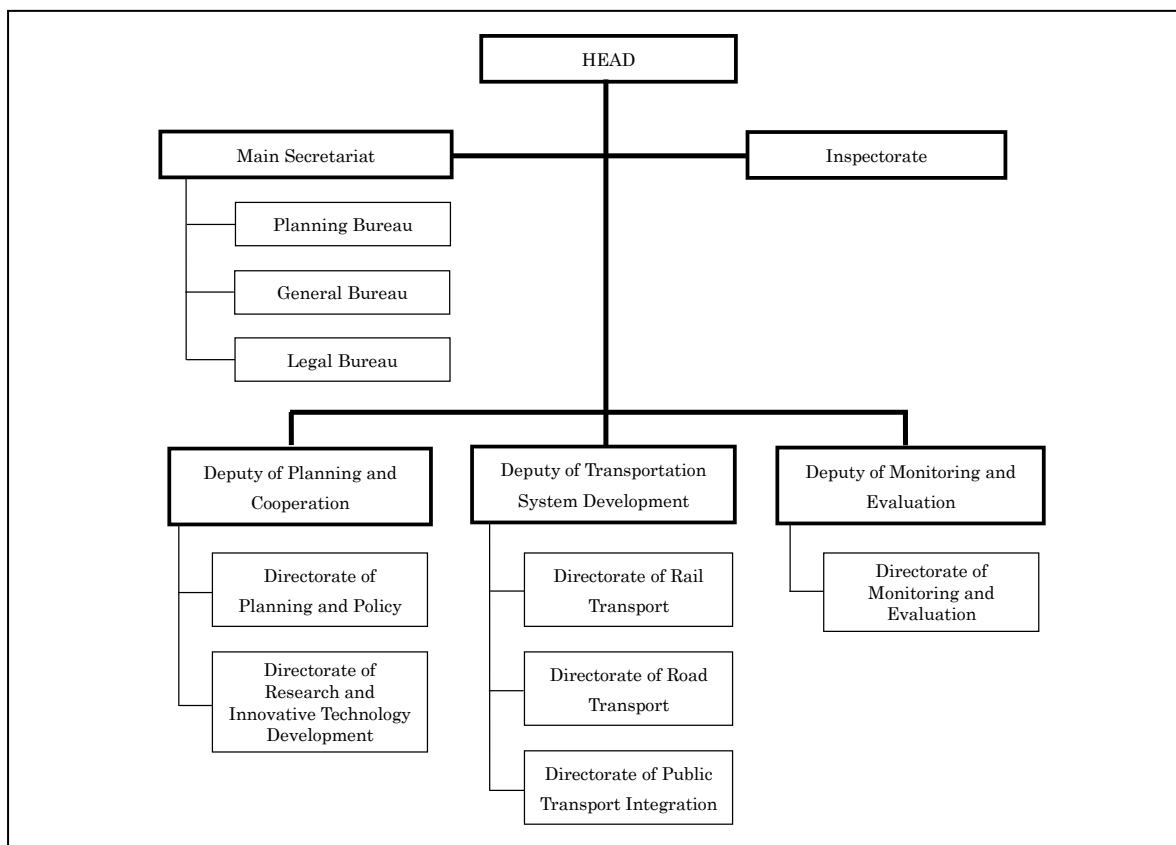 HEAD
Main Secretariat
Inspectorate
Planning Bureau
General Bureau
Legal Bureau
Deputy of Planning and
Cooperation
Deputy of Transportation
System Development
Deputy of Monitoring and
Evaluation
Directorate of
Planning and Policy
Directorate of
Research and
Innovative Technology
Development
Directorate of Rail
Transport
Directorate of Road
Transport
Directorate of Public
Transport Integration
Directorate of
Monitoring and
Evaluation